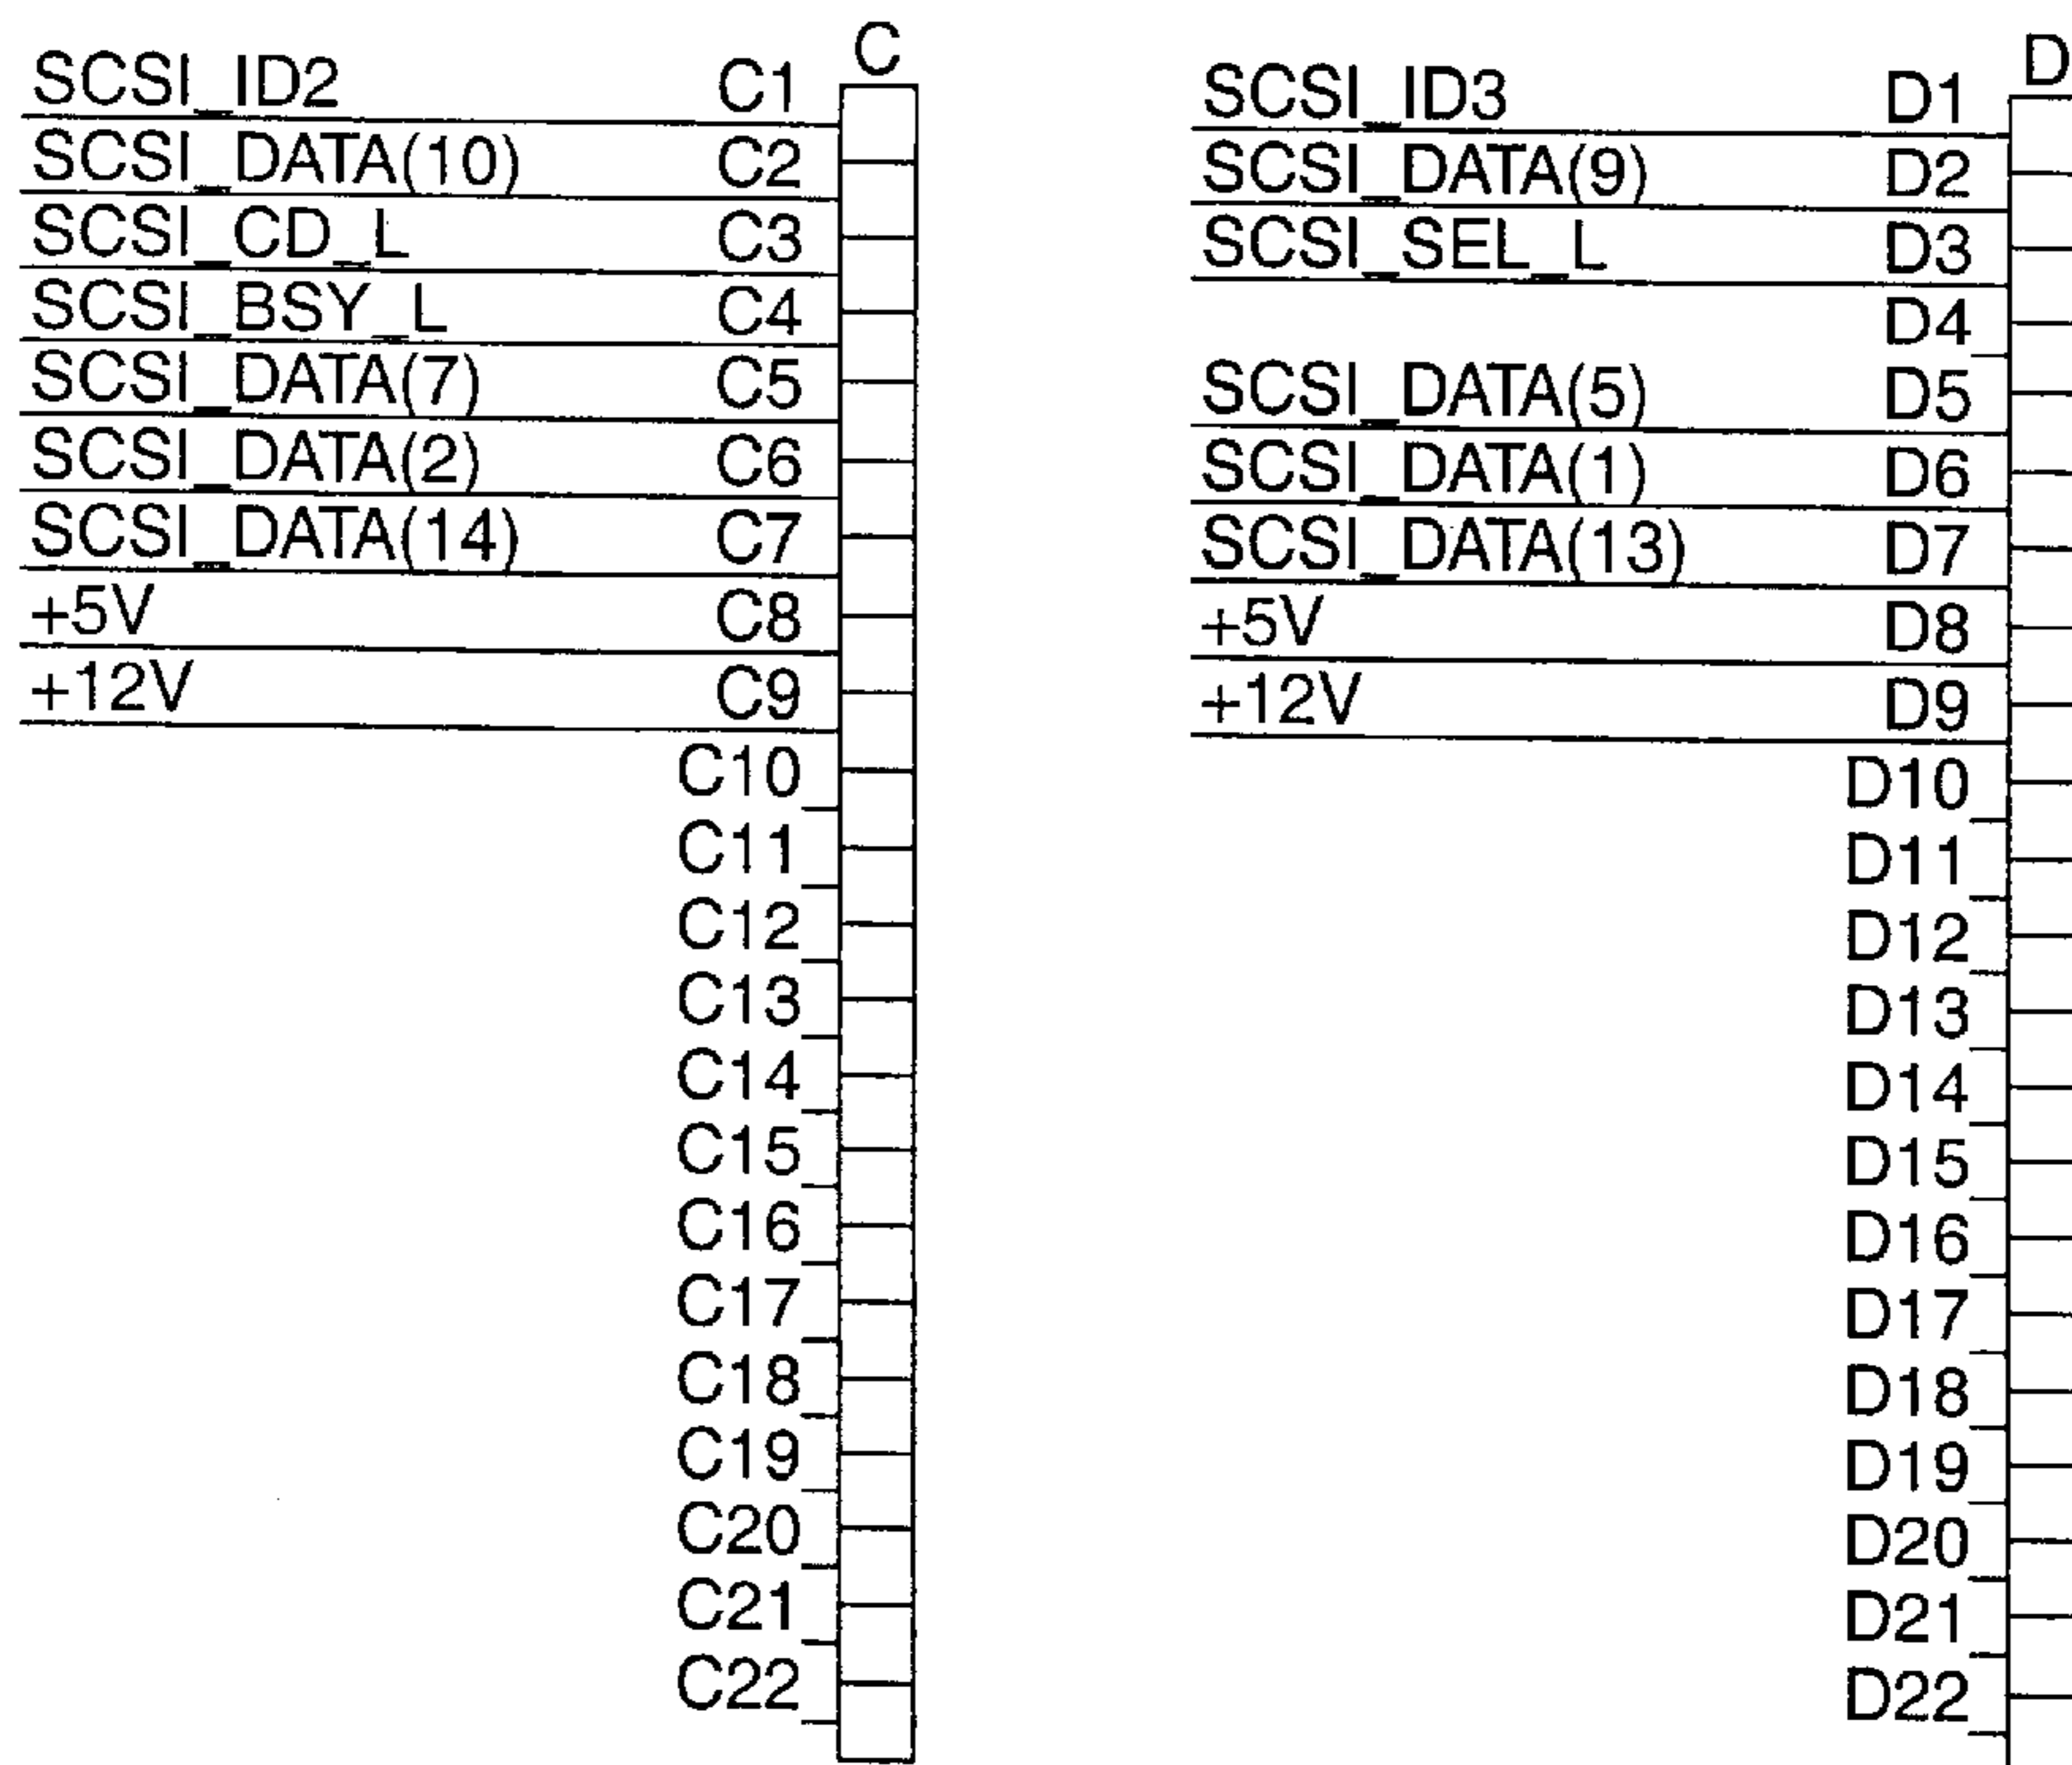 C
SCSI_ID2 C1
SCSI_DATA(10) C2
SCSI_CD_L C3
SCSI_BSY_L C4
SCSI_DATA(7) C5
SCSI_DATA(2) C6
SCSI_DATA(14) C7
+5V C8
+12V C9
C10
C11
C12
C13
C14
C15
C16
C17
C18
C19
C20
C21
C22
D
SCSI_ID3 D1
SCSI_DATA(9) D2
SCSI_SEL_L D3
D4
SCSI_DATA(5) D5
SCSI_DATA(1) D6
SCSI_DATA(13) D7
+5V D8
+12V D9
D10
D11
D12
D13
D14
D15
D16
D17
D18
D19
D20
D21
D22